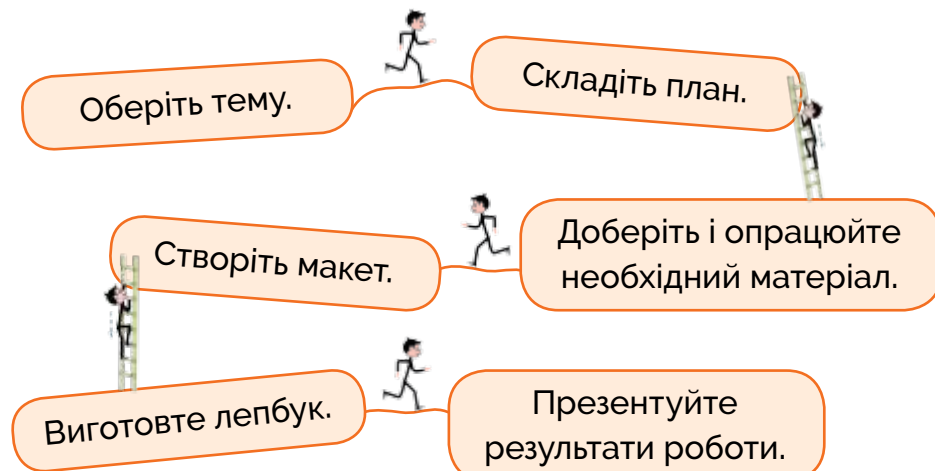 Оберіть тему.
Складіть план.
Доберіть і опрацюйте
необхідний матеріал.
Створіть макет.
Виготовте лепбук.
Презентуйте
результати роботи.